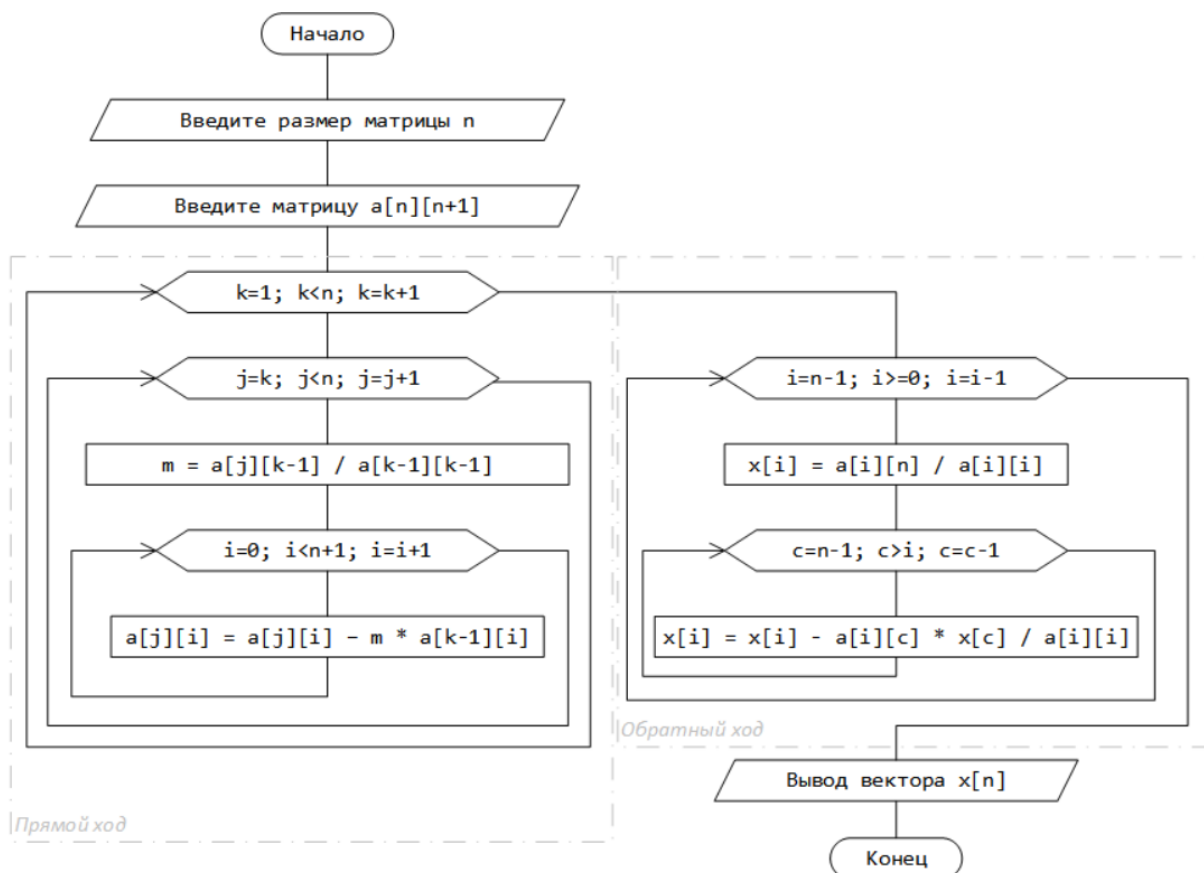 Начало
Введите размер матрицы n
Введите матрицу a[n][n+1]
k=1; k<n; k=k+1
j=k; j<n; j=j+1
m = a[j][k-1] / a[k-1][k-1]
i=0; i<n+1; i=i+1
a[j][i] = a[j][i] – m * a[k-1][i]
Прямой ход
i=n-1; i>=0; i=i-1
x[i] = a[i][n] / a[i][i]
c=n-1; c>i; c=c-1
x[i] = x[i] - a[i][c] * x[c] / a[i][i]
Обратный ход
Вывод вектора x[n]
Конец